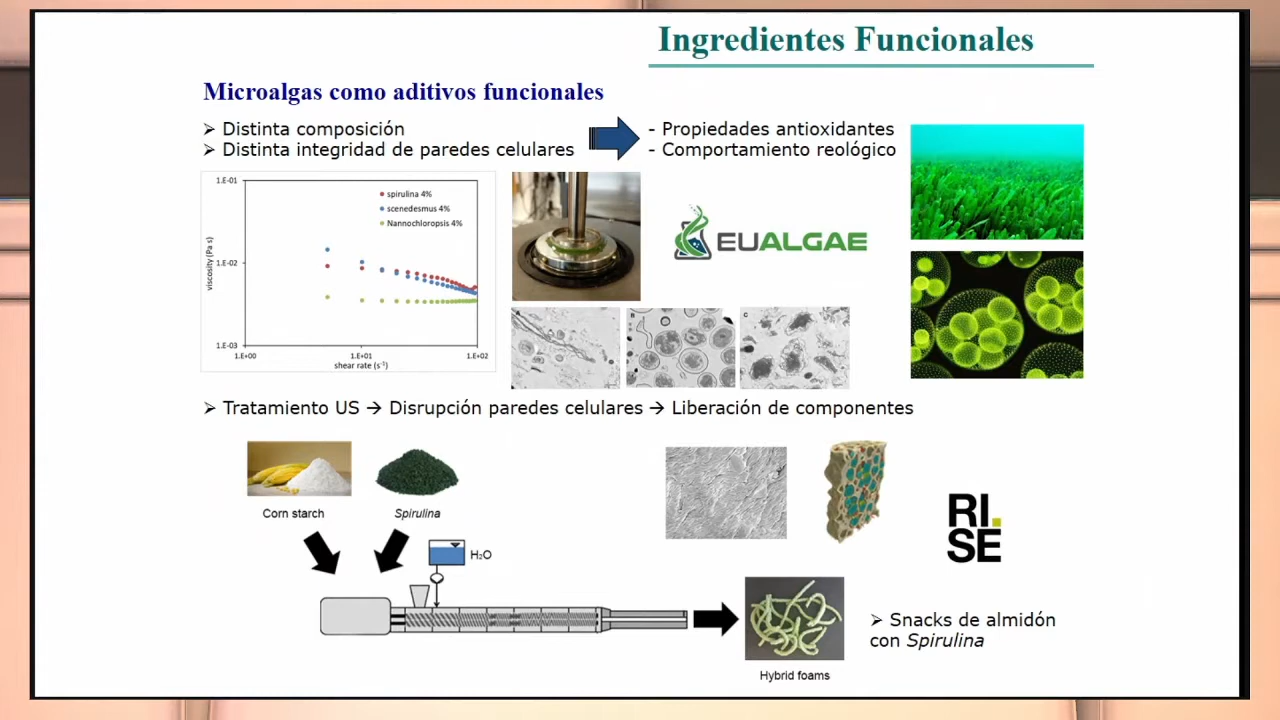 Ingredientes Funcionales
Microalgas como aditivos funcionales
➢ Distinta composición
➢ Distinta integridad de paredes celulares
- Propiedades antioxidantes
- Comportamiento reológico
1.E-01
1.E-02
1.E-03
viscosity (Pa s)
spirulina 4%
scenedesmus 4%
Nannochloropsis 4%
1.E+00
1.E+01
1.E+02
shear rate (s⁻¹)
EUALGAE
A
B
C
➢ Tratamiento US → Disrupción paredes celulares → Liberación de componentes
Corn starch
Spirulina
H₂O
RI.
SE
➢ Snacks de almidón
con Spirulina
Hybrid foams